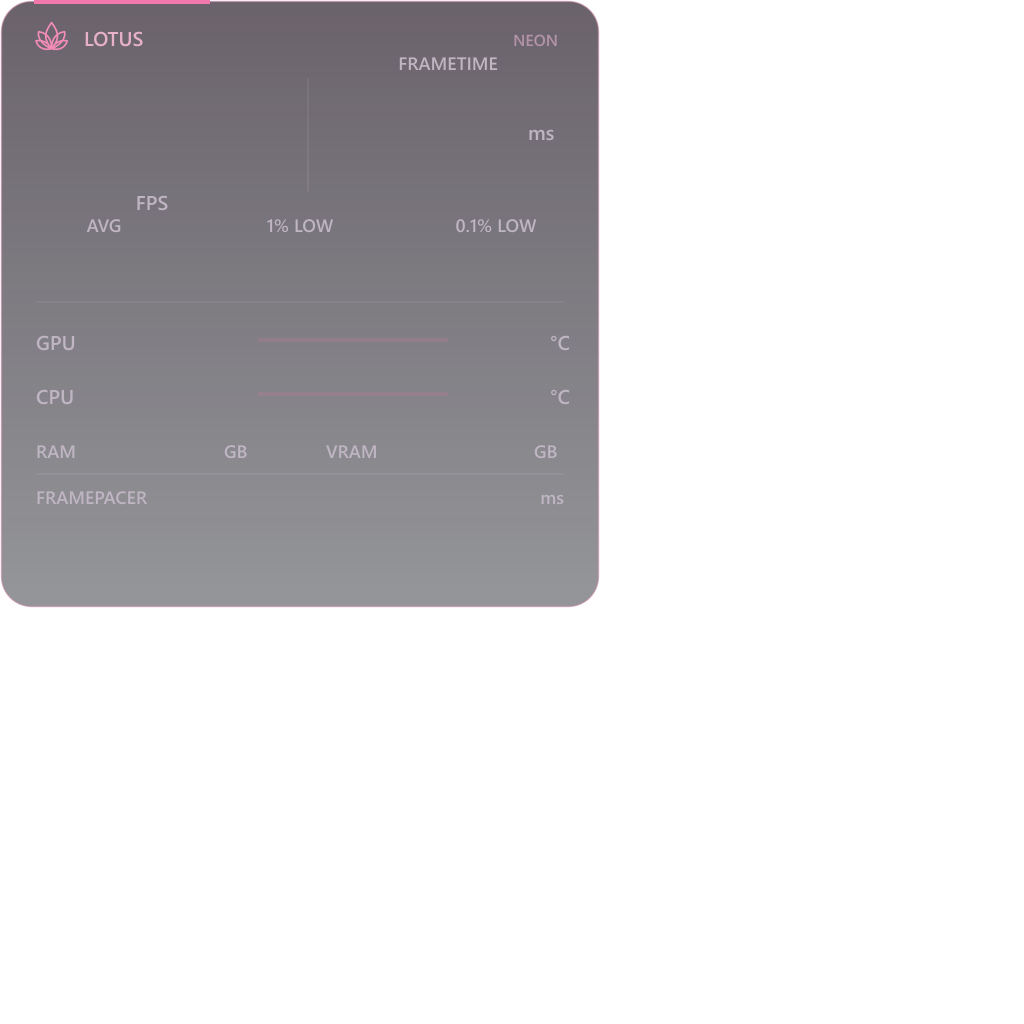 LOTUS
NEON
FRAMETIME
ms
FPS
AVG 1% LOW 0.1% LOW
GPU °C
CPU °C
RAM GB VRAM GB
FRAMEPACER ms